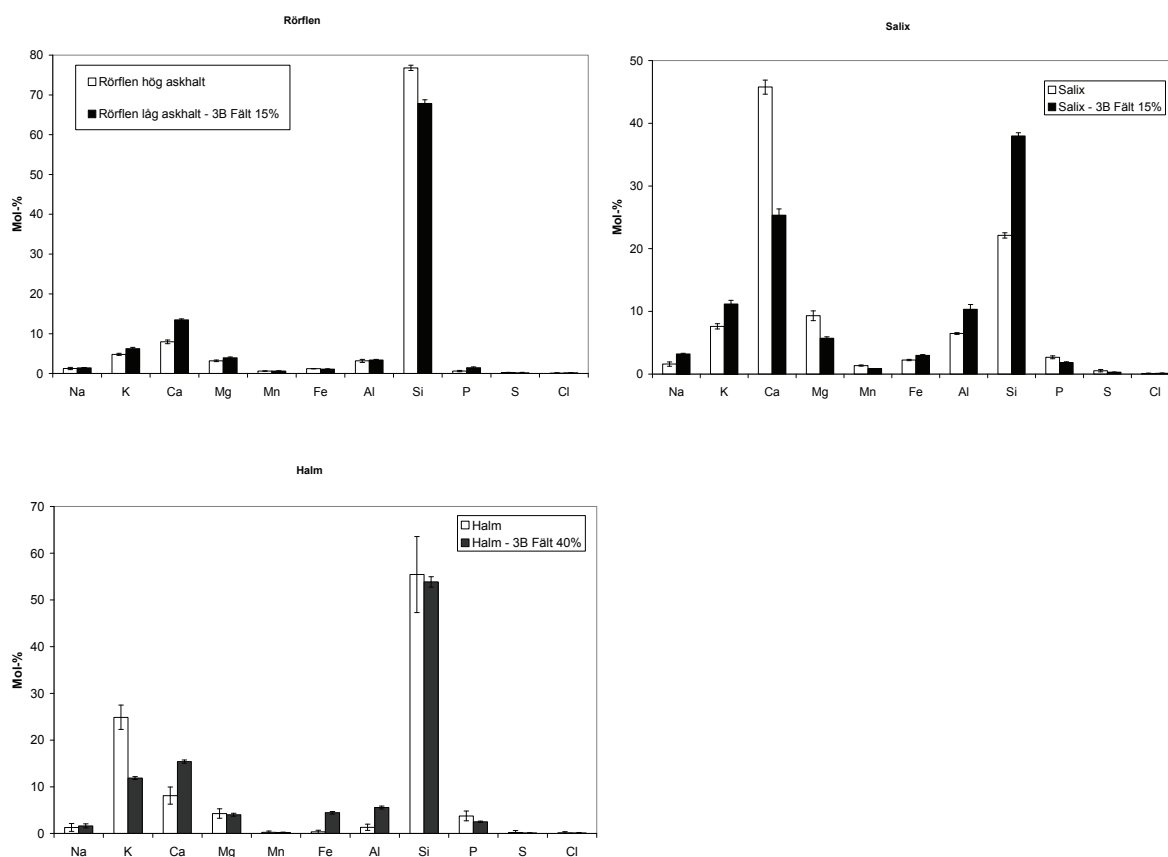 Rörflen
80
70
60
50
40
30
20
10
0
Mol-%
Rörflen hög askhalt
Rörflen låg askhalt - 3B Fält 15%
Na K Ca Mg Mn Fe Al Si P S Cl
Salix
50
40
30
20
10
0
Mol-%
Salix
Salix - 3B Fält 15%
Na K Ca Mg Mn Fe Al Si P S Cl
Halm
70
60
50
40
30
20
10
0
Mol-%
Halm
Halm - 3B Fält 40%
Na K Ca Mg Mn Fe Al Si P S Cl